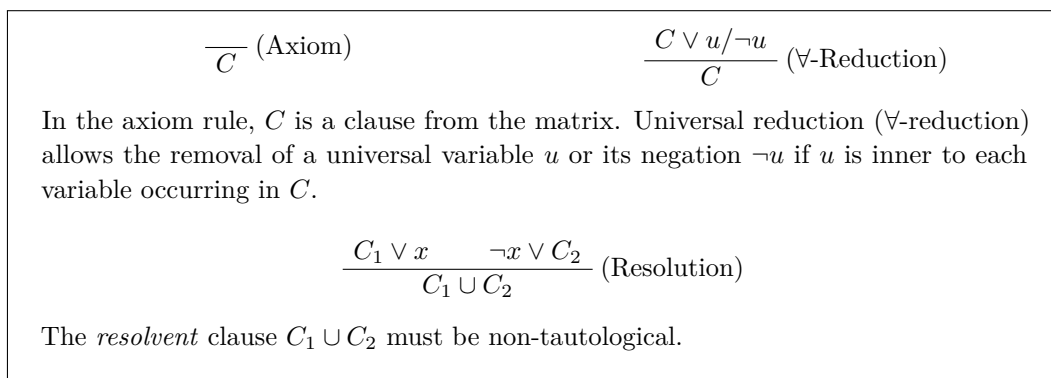 C (Axiom)
C ∨ u/¬u
C (∀-Reduction)
In the axiom rule, C is a clause from the matrix. Universal reduction (∀-reduction)
allows the removal of a universal variable u or its negation ¬u if u is inner to each
variable occurring in C.
C₁ ∨ x ¬x ∨ C₂
C₁ ∪ C₂ (Resolution)
The resolvent clause C₁ ∪ C₂ must be non-tautological.